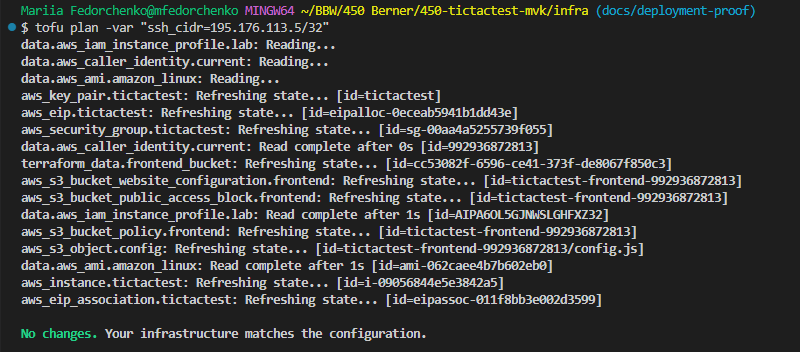 Mariia Fedorchenko@mfedorchenko MINGW64 ~/BBW/450 Berner/450-tictactest-mvk/infra (docs/deployment-proof)
$ tofu plan -var "ssh_cidr=195.176.113.5/32"
data.aws_iam_instance_profile.lab: Reading...
data.aws_caller_identity.current: Reading...
data.aws_ami.amazon_linux: Reading...
aws_key_pair.tictactest: Refreshing state... [id=tictactest]
aws_eip.tictactest: Refreshing state... [id=eipalloc-0eceab5941b1dd43e]
aws_security_group.tictactest: Refreshing state... [id=sg-00aa4a5255739f055]
data.aws_caller_identity.current: Read complete after 0s [id=992936872813]
terraform_data.frontend_bucket: Refreshing state... [id=cc53082f-6596-ce41-373f-de8067f850c3]
aws_s3_bucket_website_configuration.frontend: Refreshing state... [id=tictactest-frontend-992936872813]
aws_s3_bucket_public_access_block.frontend: Refreshing state... [id=tictactest-frontend-992936872813]
data.aws_iam_instance_profile.lab: Read complete after 1s [id=AIPA6OL5GJNWSLGHFXZ32]
aws_s3_bucket_policy.frontend: Refreshing state... [id=tictactest-frontend-992936872813]
aws_s3_object.config: Refreshing state... [id=tictactest-frontend-992936872813/config.js]
data.aws_ami.amazon_linux: Read complete after 1s [id=ami-062caee4b7b602eb0]
aws_instance.tictactest: Refreshing state... [id=i-09056844e5e3842a5]
aws_eip_association.tictactest: Refreshing state... [id=eipassoc-011f8bb3e002d3599]
No changes. Your infrastructure matches the configuration.